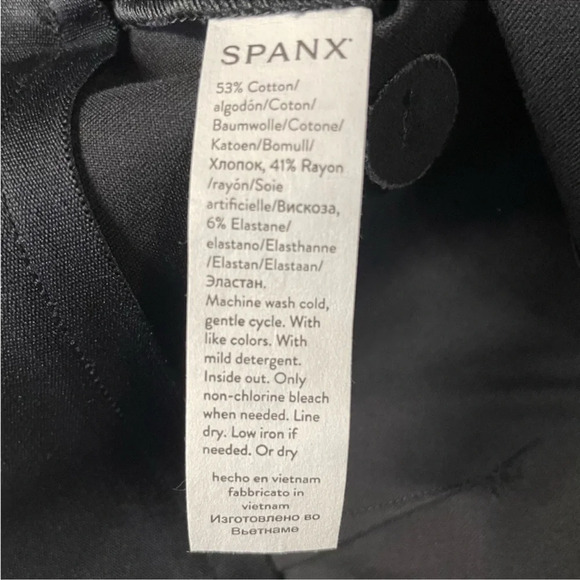 SPANX
53% Cotton/
algodón/Coton/
Baumwolle/Cotone/
Katoen/Bomull/
Хлопок, 41% Rayon
/rayón/Soie
artificielle/Вискоза,
6% Elastane/
elastano/Elasthanne
/Elastan/Elastaan/
Эластан.
Machine wash cold,
gentle cycle. With
like colors. With
mild detergent.
Inside out. Only
non-chlorine bleach
when needed. Line
dry. Low iron if
needed. Or dry
hecho en vietnam
fabbricato in
vietnam
Изготовлено во
Вьетнаме